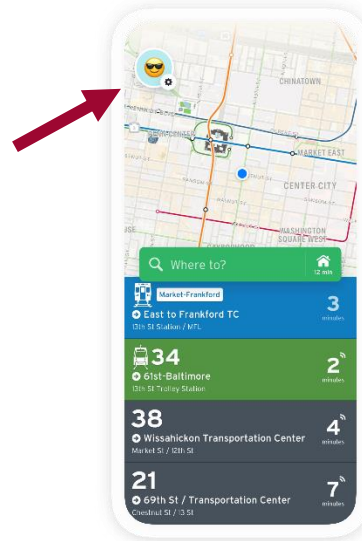 CHINATOWN
MARKET EAST
CENTER CITY
WASHINGTON
SQUARE WEST
Where to?
12 min
Market-Frankford
East to Frankford TC
13th St Station / MFL
3
minutes
34
61st-Baltimore
13th St Trolley Station
2
minutes
38
Wissahickon Transportation Center
Market St / 12th St
4
minutes
21
69th St / Transportation Center
Chestnut St / 13 St
7
minutes